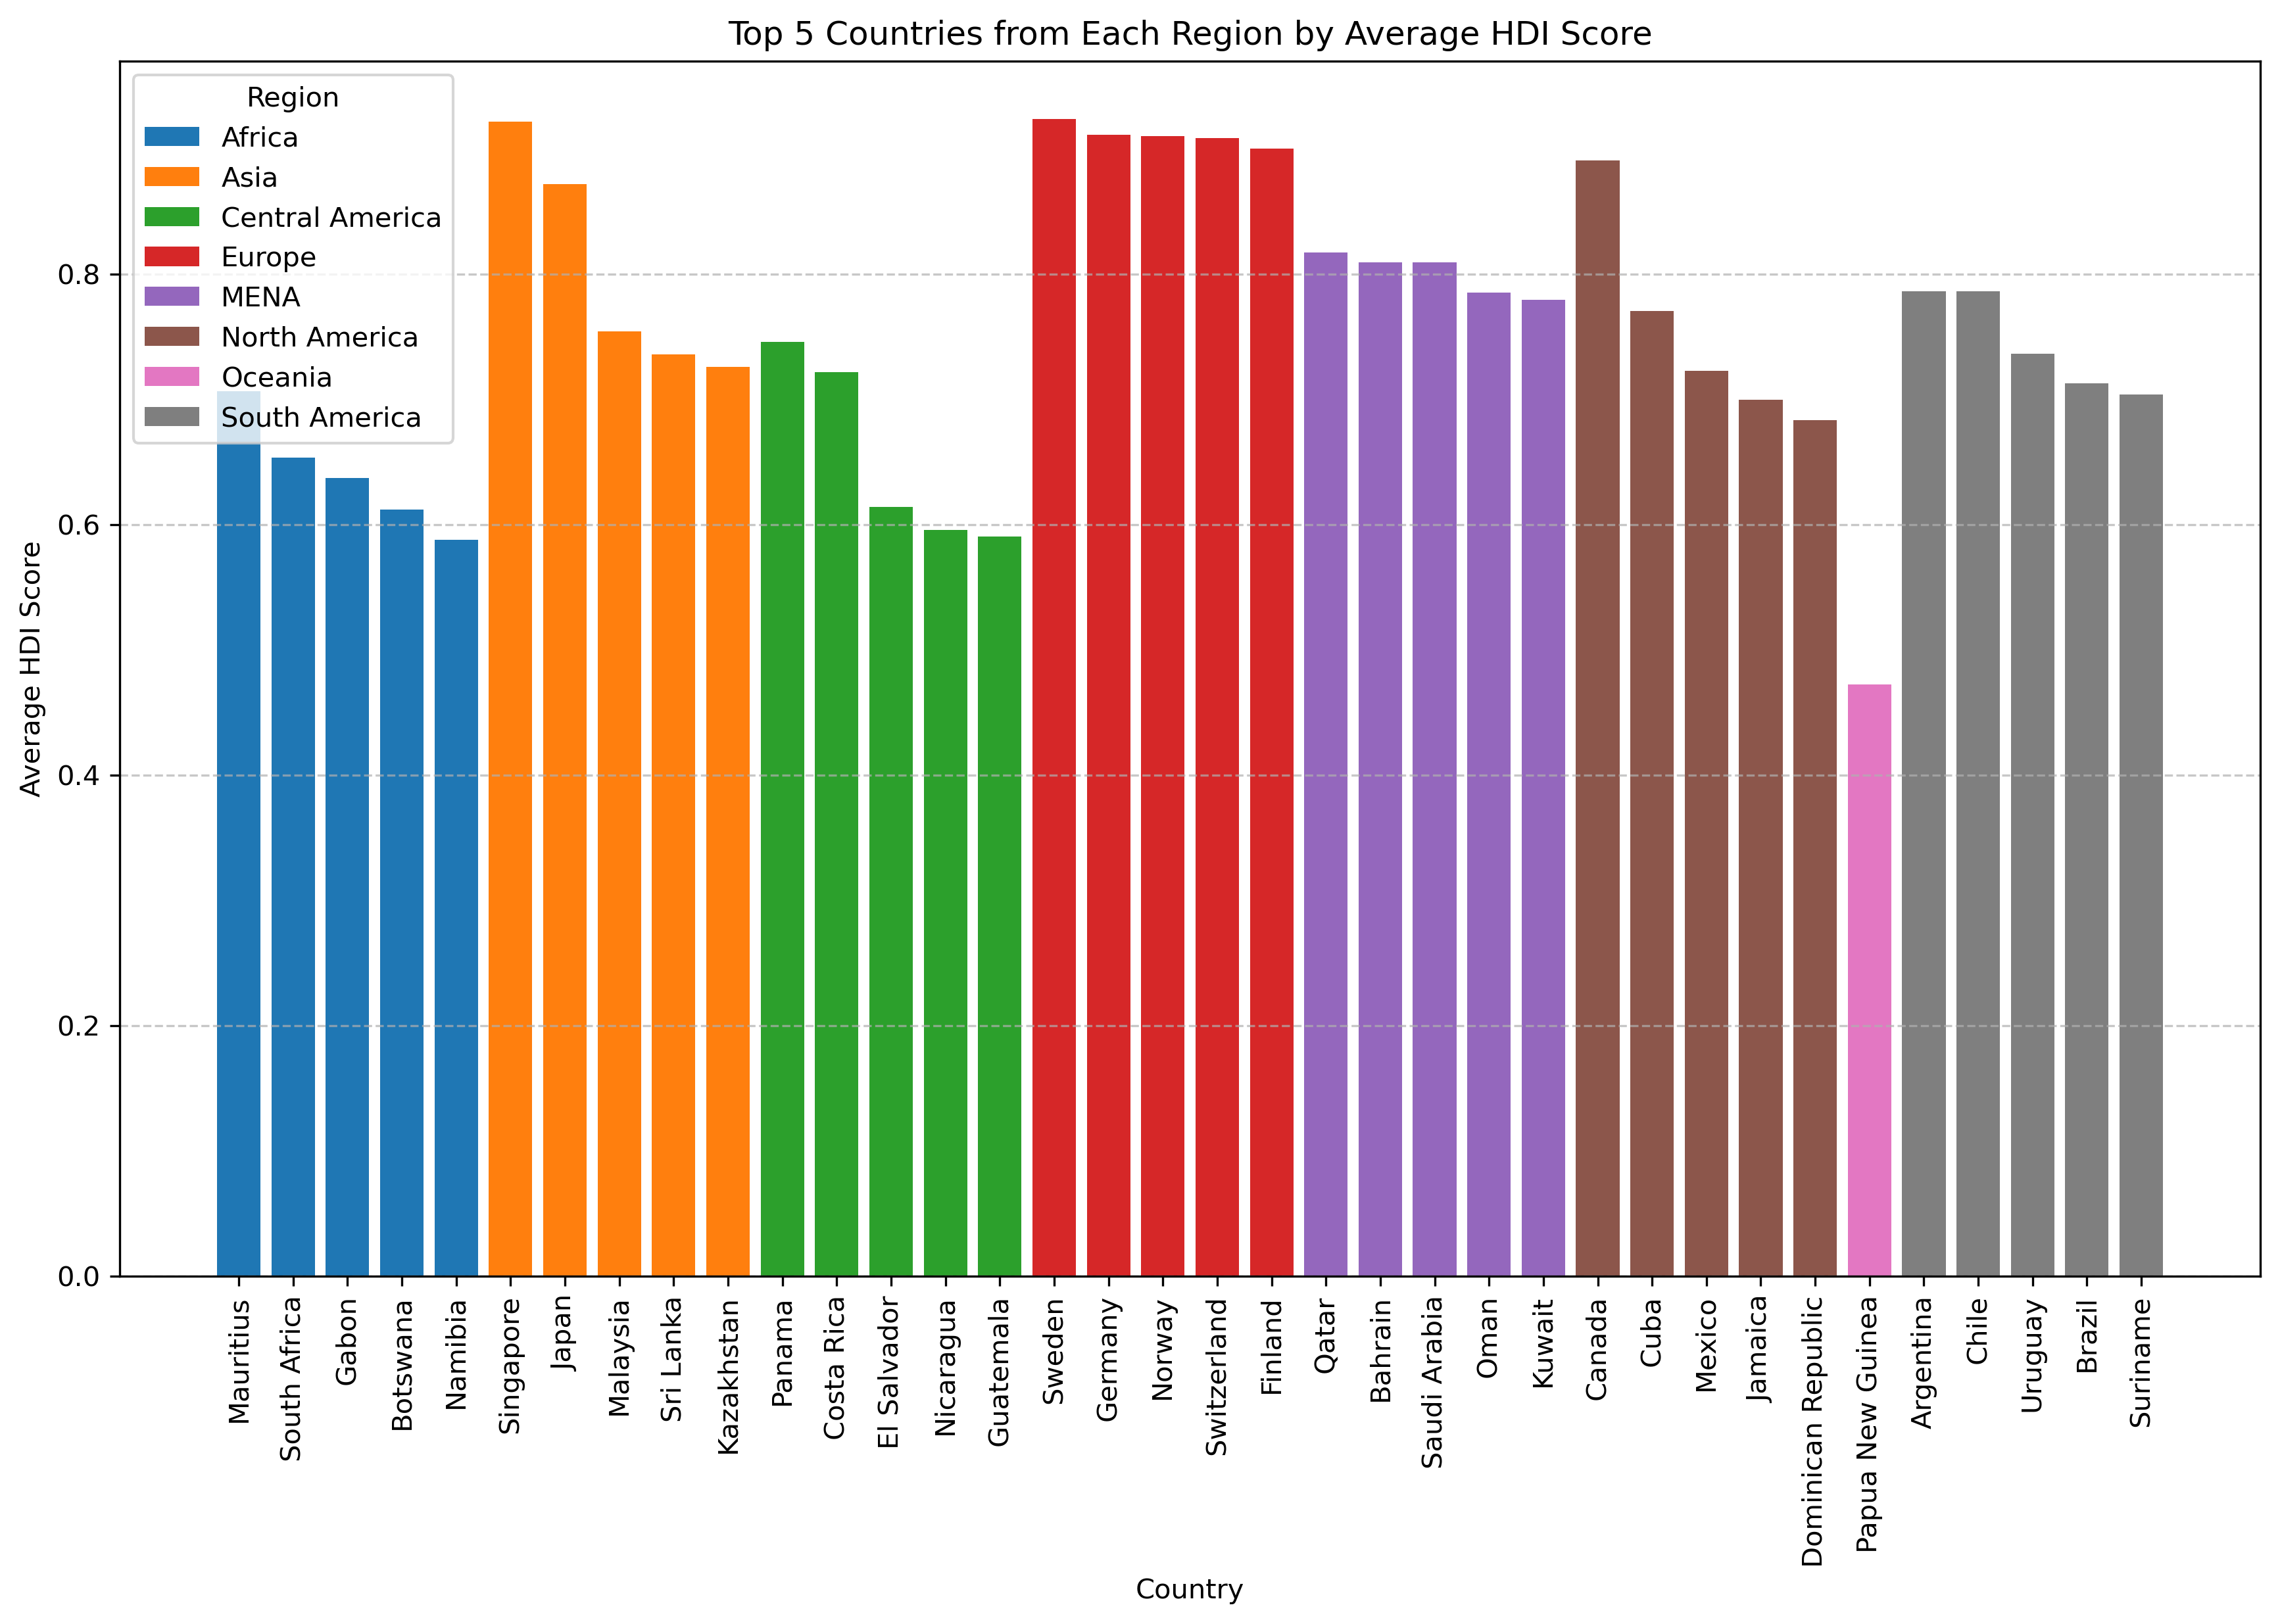 Top 5 Countries from Each Region by Average HDI Score
Region
Africa
Asia
Central America
Europe
MENA
North America
Oceania
South America
Average HDI Score
0.8
0.6
0.4
0.2
0.0
Mauritius
South Africa
Gabon
Botswana
Namibia
Singapore
Japan
Malaysia
Sri Lanka
Kazakhstan
Panama
Costa Rica
El Salvador
Nicaragua
Guatemala
Sweden
Germany
Norway
Switzerland
Finland
Qatar
Bahrain
Saudi Arabia
Oman
Kuwait
Canada
Cuba
Mexico
Jamaica
Dominican Republic
Papua New Guinea
Argentina
Chile
Uruguay
Brazil
Suriname
Country